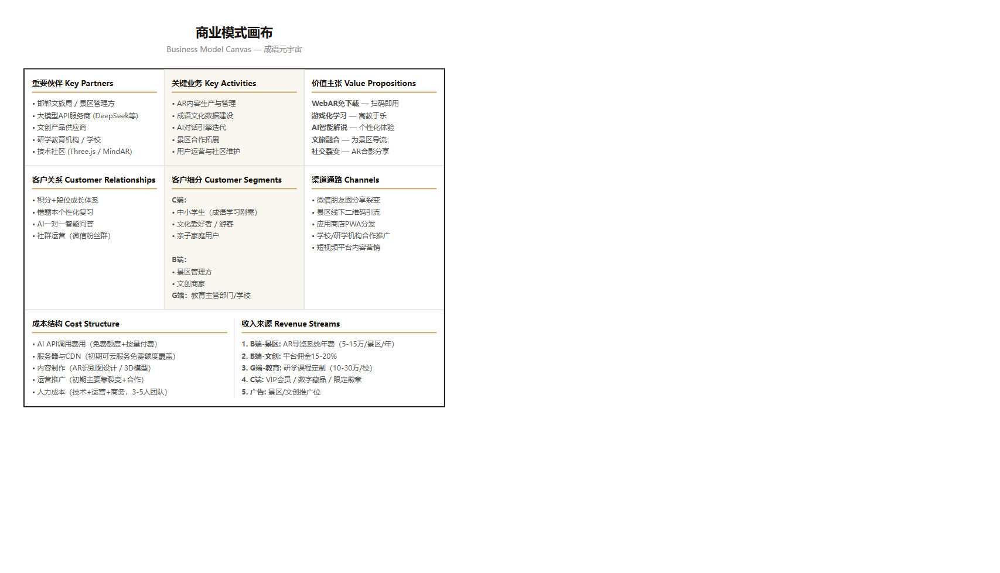 商业模式画布
Business Model Canvas — 成语元宇宙
重要伙伴 Key Partners
• 邯郸文旅局 / 景区管理方
• 大模型API服务商 (DeepSeek等)
• 文创产品供应商
• 研学教育机构 / 学校
• 技术社区 (Three.js / MindAR)
关键业务 Key Activities
• AR内容生产与管理
• 成语文化数据建设
• AI对话引擎迭代
• 景区合作拓展
• 用户运营与社区维护
价值主张 Value Propositions
WebAR免下载 — 扫码即用
游戏化学习 — 寓教于乐
AI智能解说 — 个性化体验
文旅融合 — 为景区导流
社交裂变 — AR合影分享
客户关系 Customer Relationships
• 积分+段位成长体系
• 错题本个性化复习
• AI一对一智能问答
• 社群运营（微信粉丝群）
客户细分 Customer Segments
C端：
• 中小学生（成语学习刚需）
• 文化爱好者 / 游客
• 亲子家庭用户
B端：
• 景区管理方
• 文创商家
G端：教育主管部门/学校
渠道通路 Channels
• 微信朋友圈分享裂变
• 景区线下二维码引流
• 应用商店PWA分发
• 学校/研学机构合作推广
• 短视频平台内容营销
成本结构 Cost Structure
• AI API调用费用（免费额度+按量付费）
• 服务器与CDN（初期可云服务免费额度覆盖）
• 内容制作（AR识别图设计 / 3D模型）
• 运营推广（初期主要靠裂变+合作）
• 人力成本（技术+运营+商务，3-5人团队）
收入来源 Revenue Streams
1. B端-景区: AR导览系统年费（5-15万/景区/年）
2. B端-文创: 平台佣金15-20%
3. G端-教育: 研学课程定制（10-30万/校）
4. C端: VIP会员 / 数字藏品 / 限定徽章
5. 广告: 景区/文创推广位